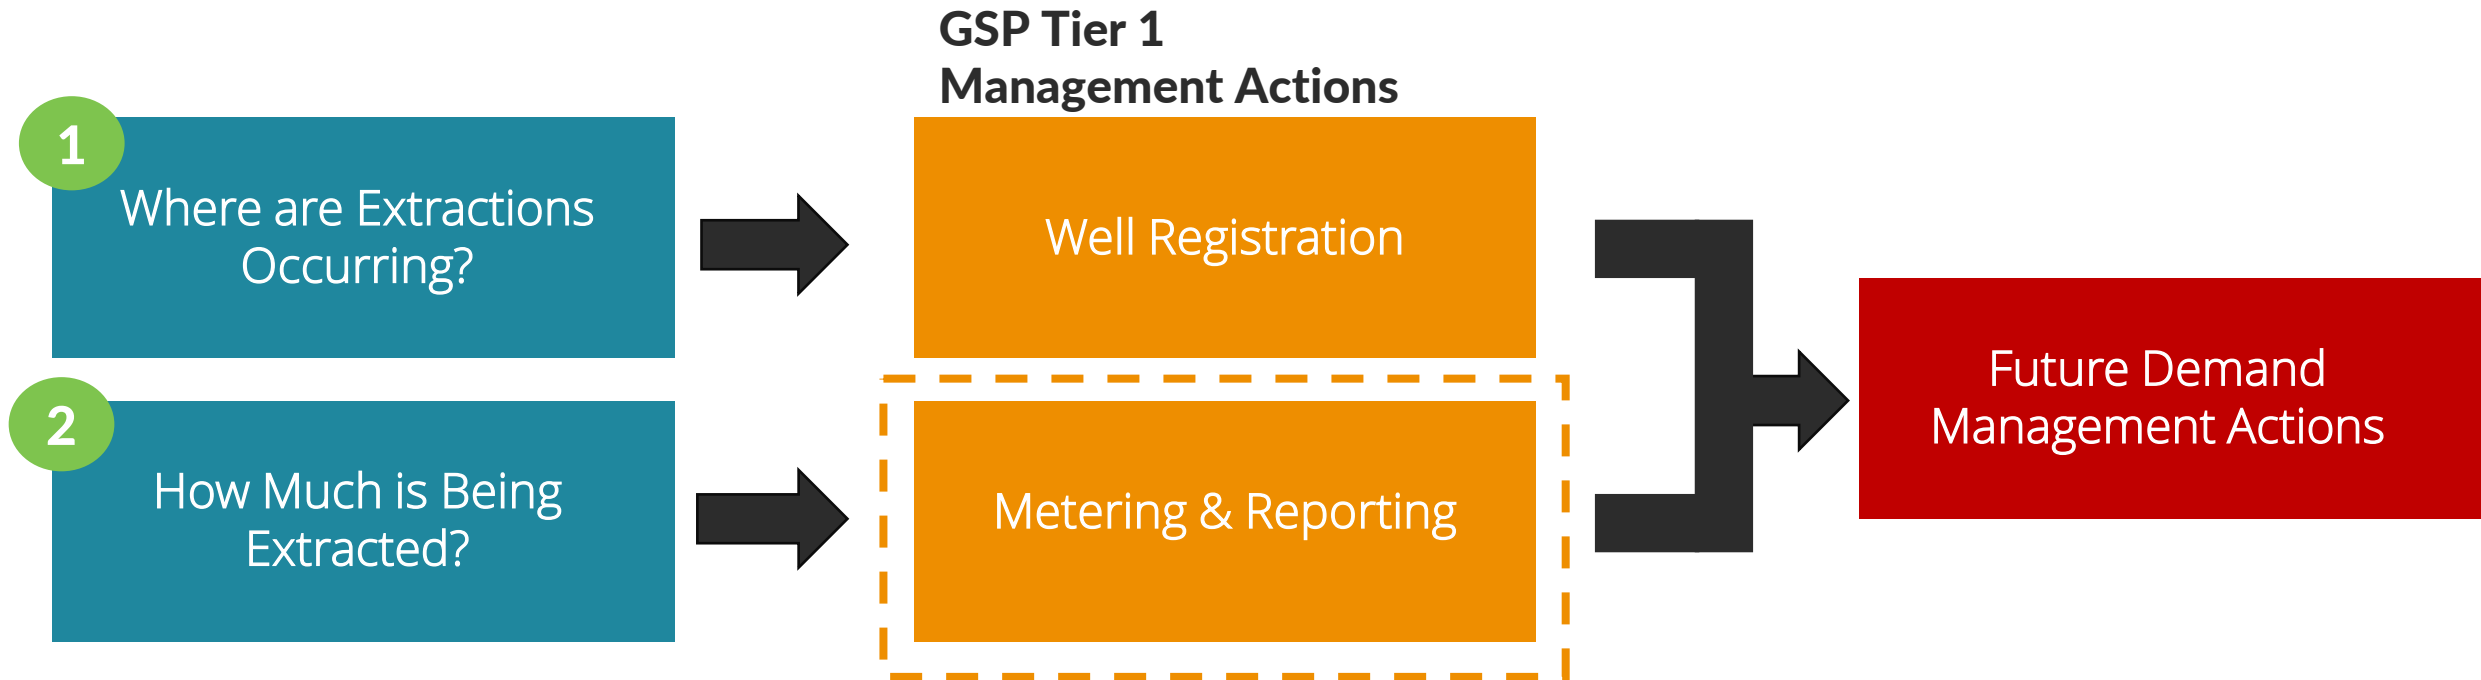 GSP Tier 1
Management Actions
1
Where are Extractions
Occurring?
Well Registration
2
How Much is Being
Extracted?
Metering & Reporting
Future Demand
Management Actions